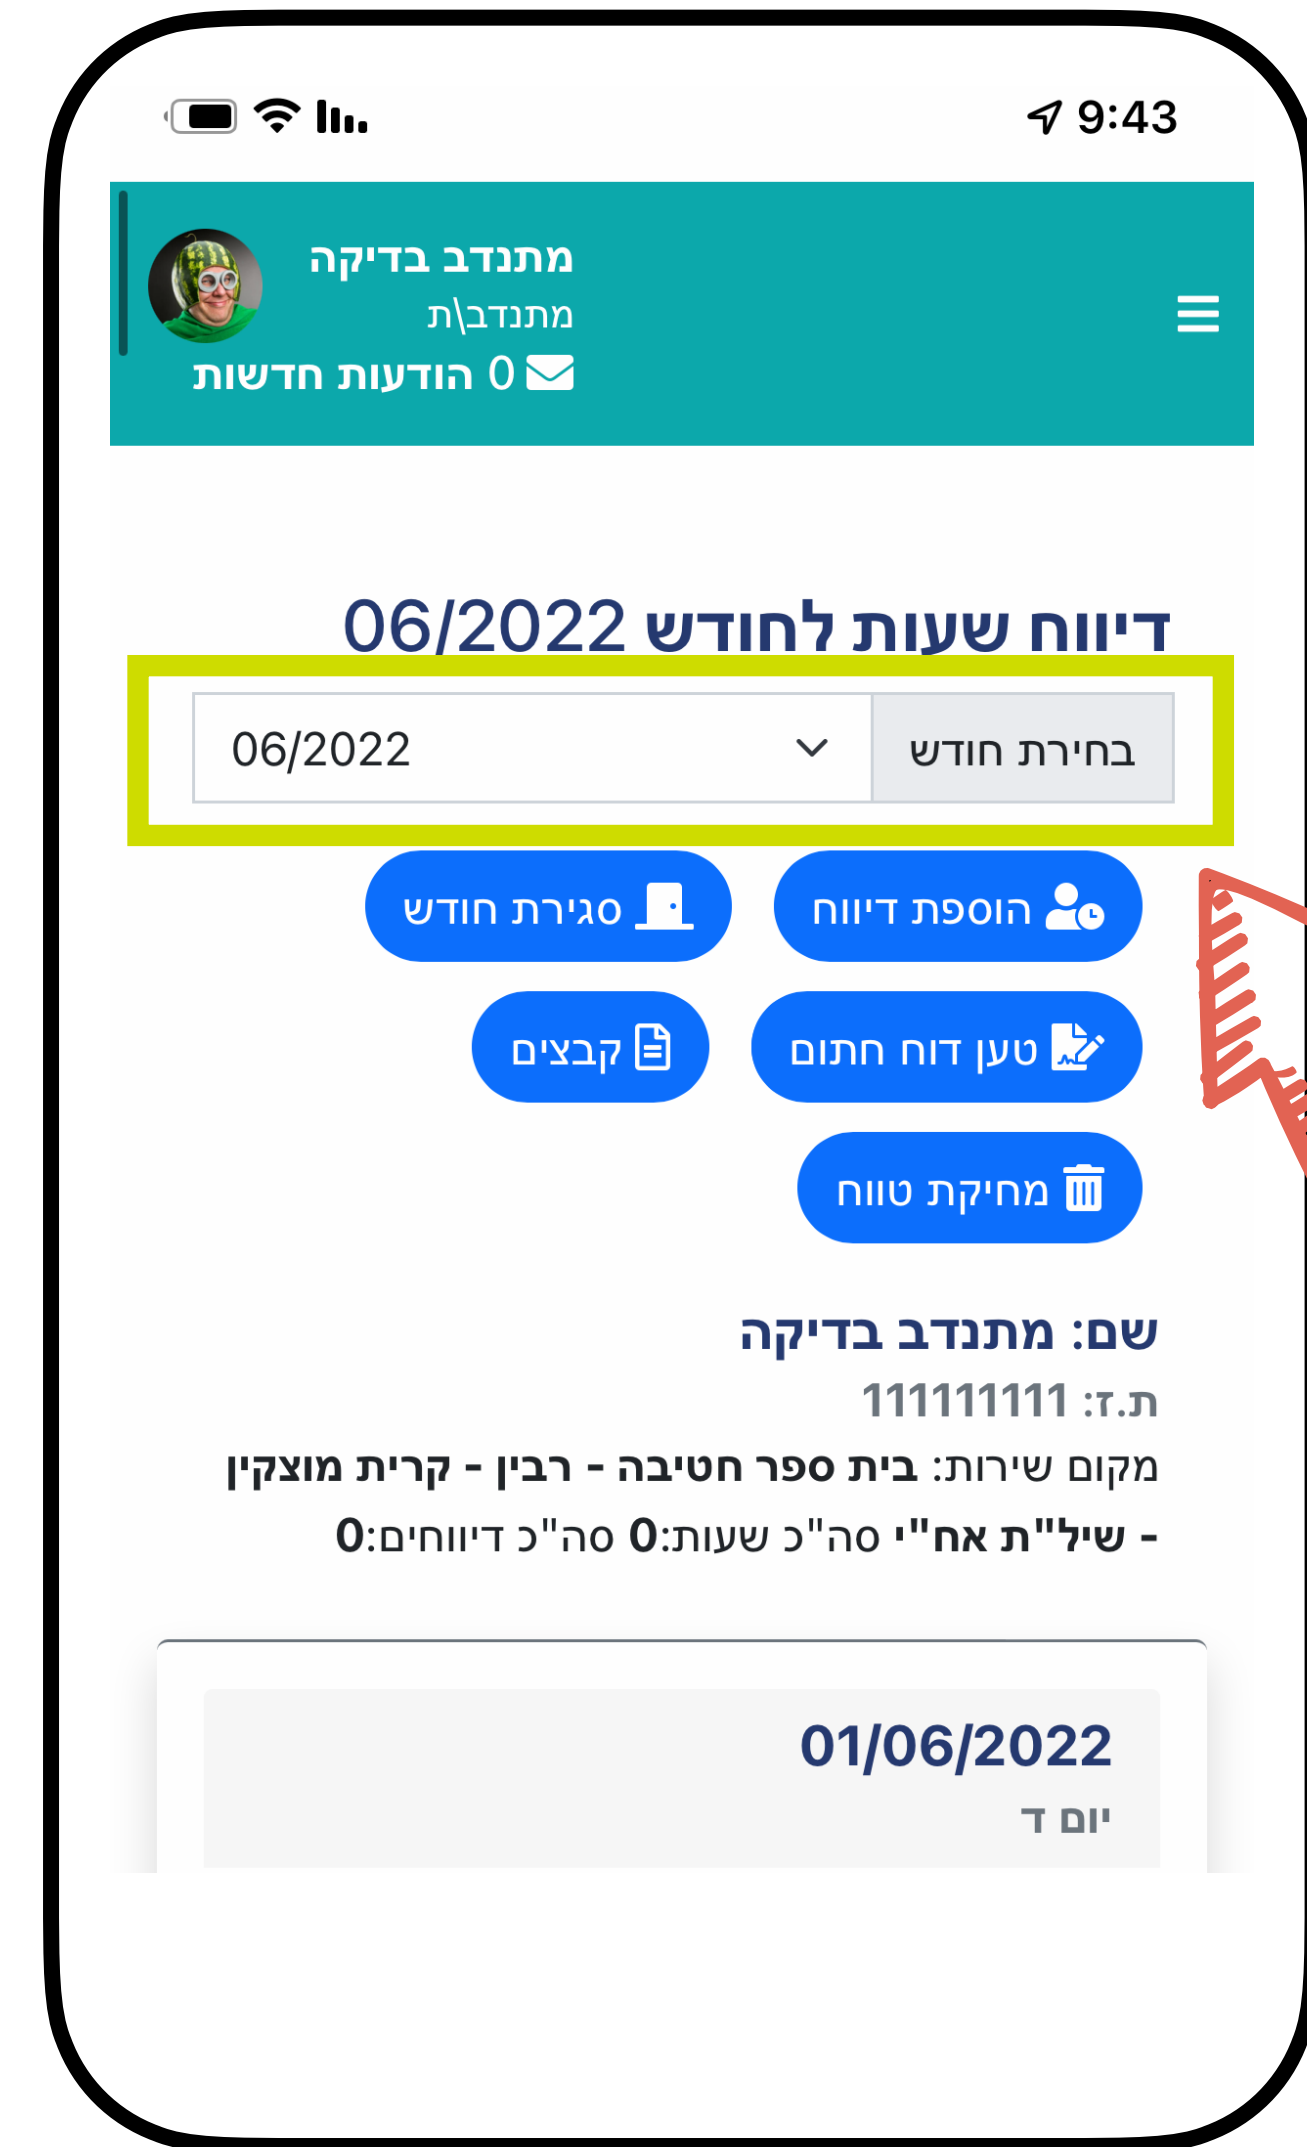 9:43
מתנדב בדיקה
מתנדב\ת
0 הודעות חדשות
דיווח שעות לחודש 06/2022
בחירת חודש
06/2022
הוספת דיווח
סגירת חודש
טען דוח חתום
קבצים
מחיקת טווח
שם: מתנדב בדיקה
ת.ז: 111111111
מקום שירות: בית ספר חטיבה - רבין - קרית מוצקין
- שיל"ת אח"י סה"כ שעות:0 סה"כ דיווחים:0
01/06/2022
יום ד